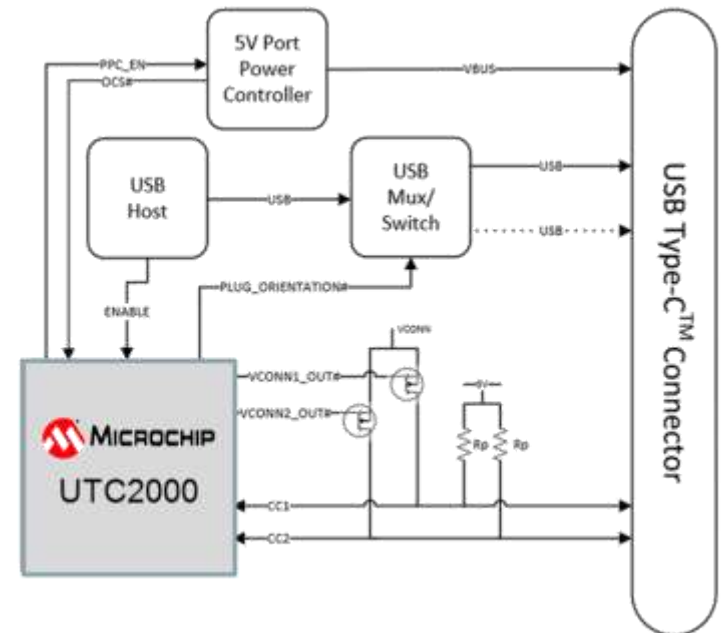 5V Port
Power
Controller
PPC_EN
OCS#
VBUS
USB
Host
USB
USB
Mux/
Switch
USB
USB
ENABLE
PLUG_ORIENTATION#
VCONN
VCONN1_OUT#
VCONN2_OUT#
5V
Rp
Rp
MICROCHIP
UTC2000
CC1
CC2
USB Type-C™ Connector